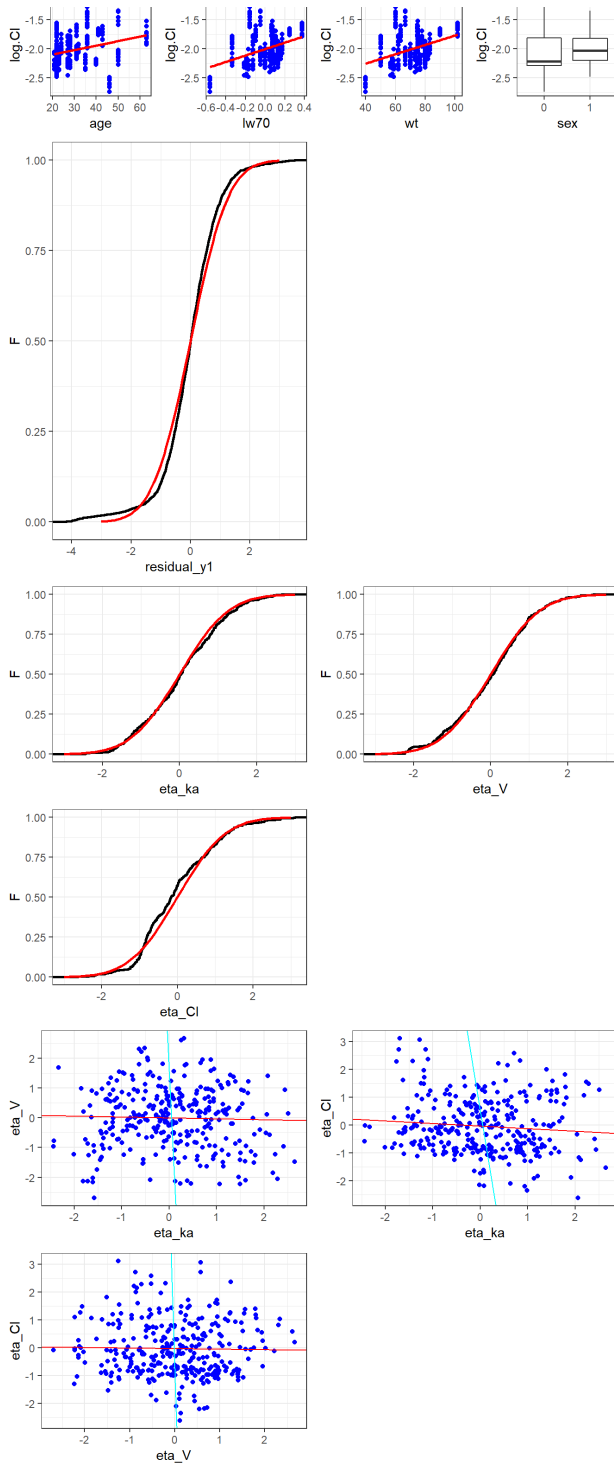 log.Cl
-2.5
-2.0
-1.5
20 30 40 50 60
age
log.Cl
-2.5
-2.0
-1.5
-0.6 -0.2 0.0 0.2 0.4
lw70
log.Cl
-2.5
-2.0
-1.5
40 60 80 100
wt
log.Cl
-2.5
-2.0
-1.5
0 1
sex
F
1.00
0.75
0.50
0.25
0.00
-4 -2 0 2
residual_y1
F
1.00
0.75
0.50
0.25
0.00
-2 0 2
eta_ka
F
1.00
0.75
0.50
0.25
0.00
-2 0 2
eta_V
F
1.00
0.75
0.50
0.25
0.00
-2 0 2
eta_Cl
eta_V
2
1
0
-1
-2
-2 -1 0 1 2
eta_ka
eta_Cl
3
2
1
0
-1
-2
-2 -1 0 1 2
eta_ka
eta_Cl
3
2
1
0
-1
-2
-2 -1 0 1 2
eta_V